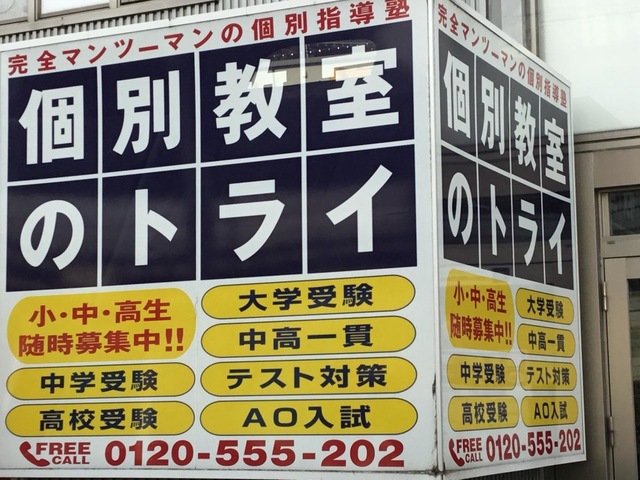 完全マンツーマンの個別指導塾
個別教室
のトライ
小・中・高生
随時募集中!!
大学受験
中高一貫
中学受験
テスト対策
高校受験
AO入試
FREE
CALL
0120-555-202
完全マンツーマンの個別指導塾
個別教室
のトライ
小・中・高生
随時募集中!!
大学受験
中高一貫
中学受験
テスト対策
高校受験
AO入試
FREE
CALL
0120-555-202